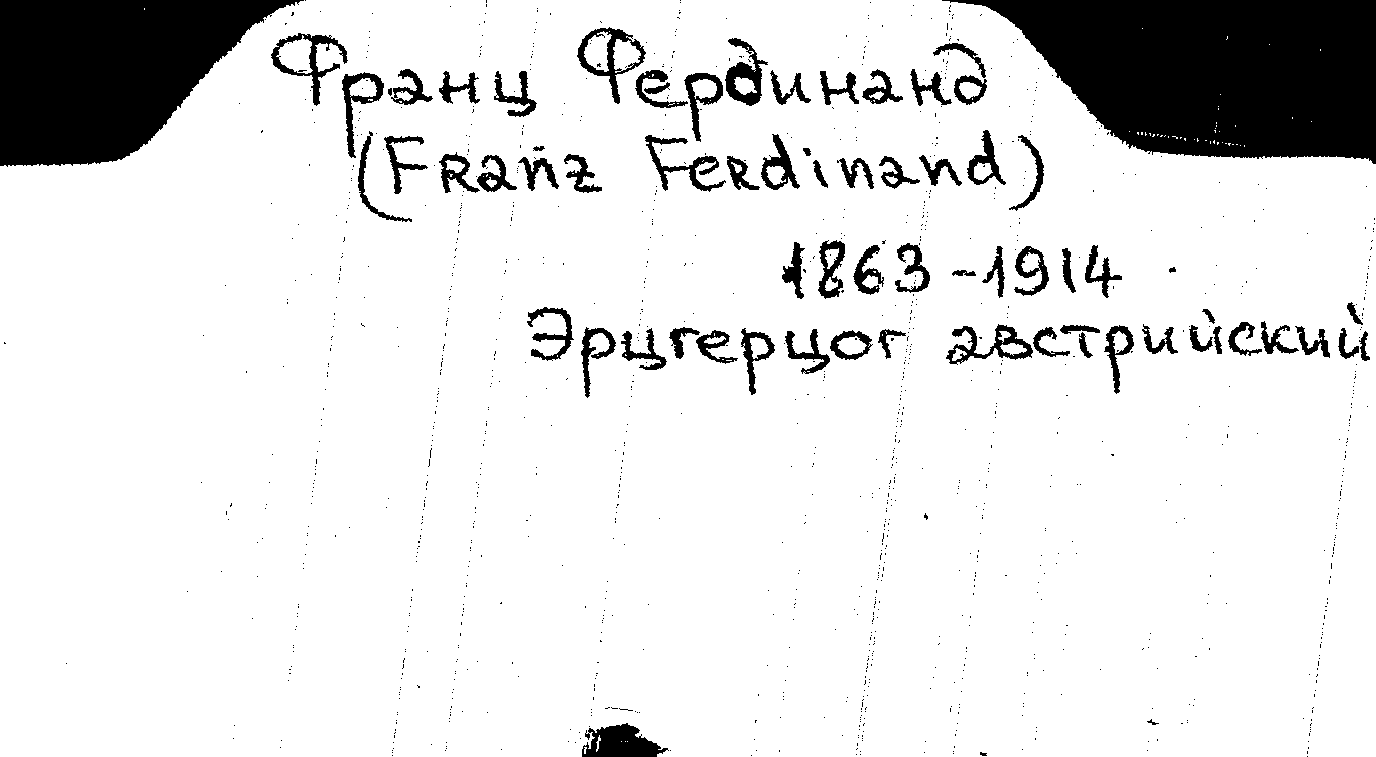 Франц Фердинанд
(Franz Ferdinand)
1863-1914
Эрцгерцог австрийский